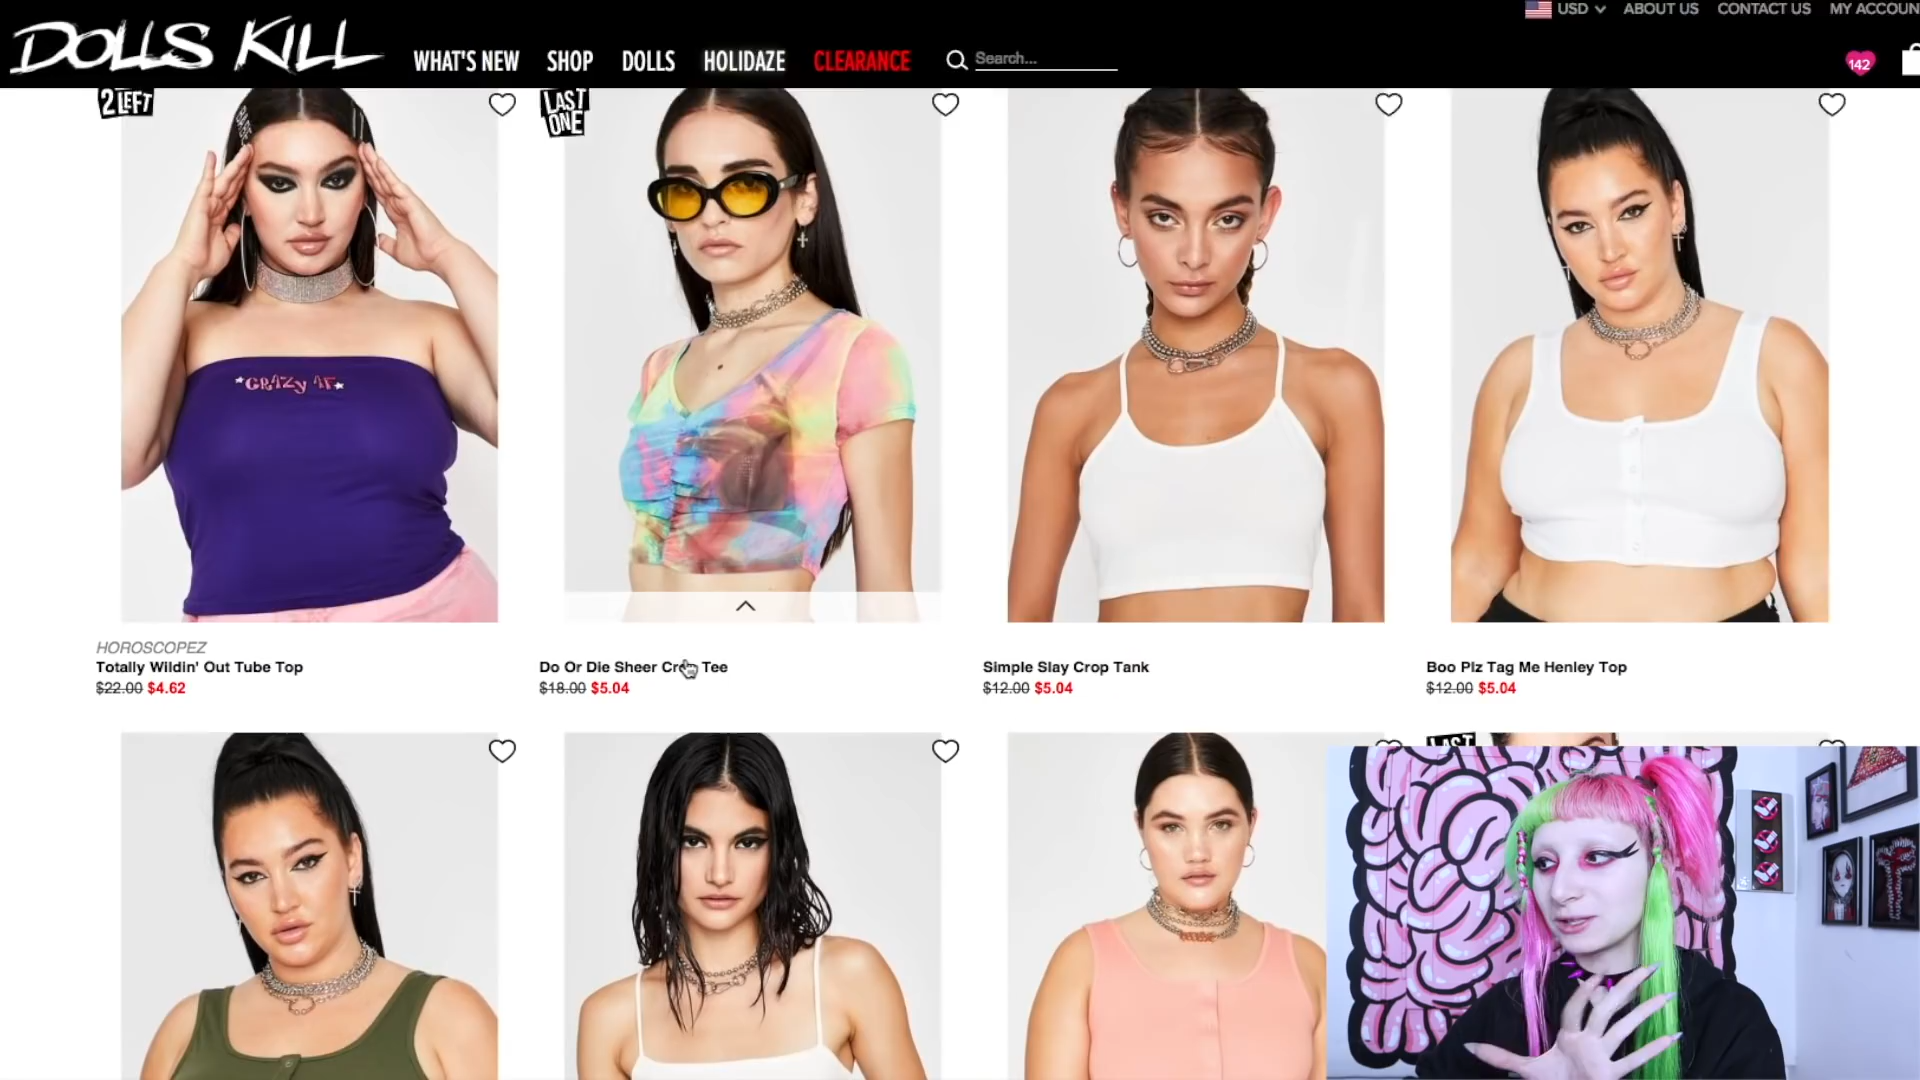 USD ABOUT US CONTACT US MY ACCOUN
DOLLS KILL
WHAT'S NEW SHOP DOLLS HOLIDAZE CLEARANCE Search... 142
2 LEFT
LAST ONE
*CRAZY AF*
HOROSCOPEZ
Totally Wildin' Out Tube Top
$22.00 $4.62
Do Or Die Sheer Crop Tee
$18.00 $5.04
Simple Slay Crop Tank
$12.00 $5.04
Boo Plz Tag Me Henley Top
$12.00 $5.04
LAST